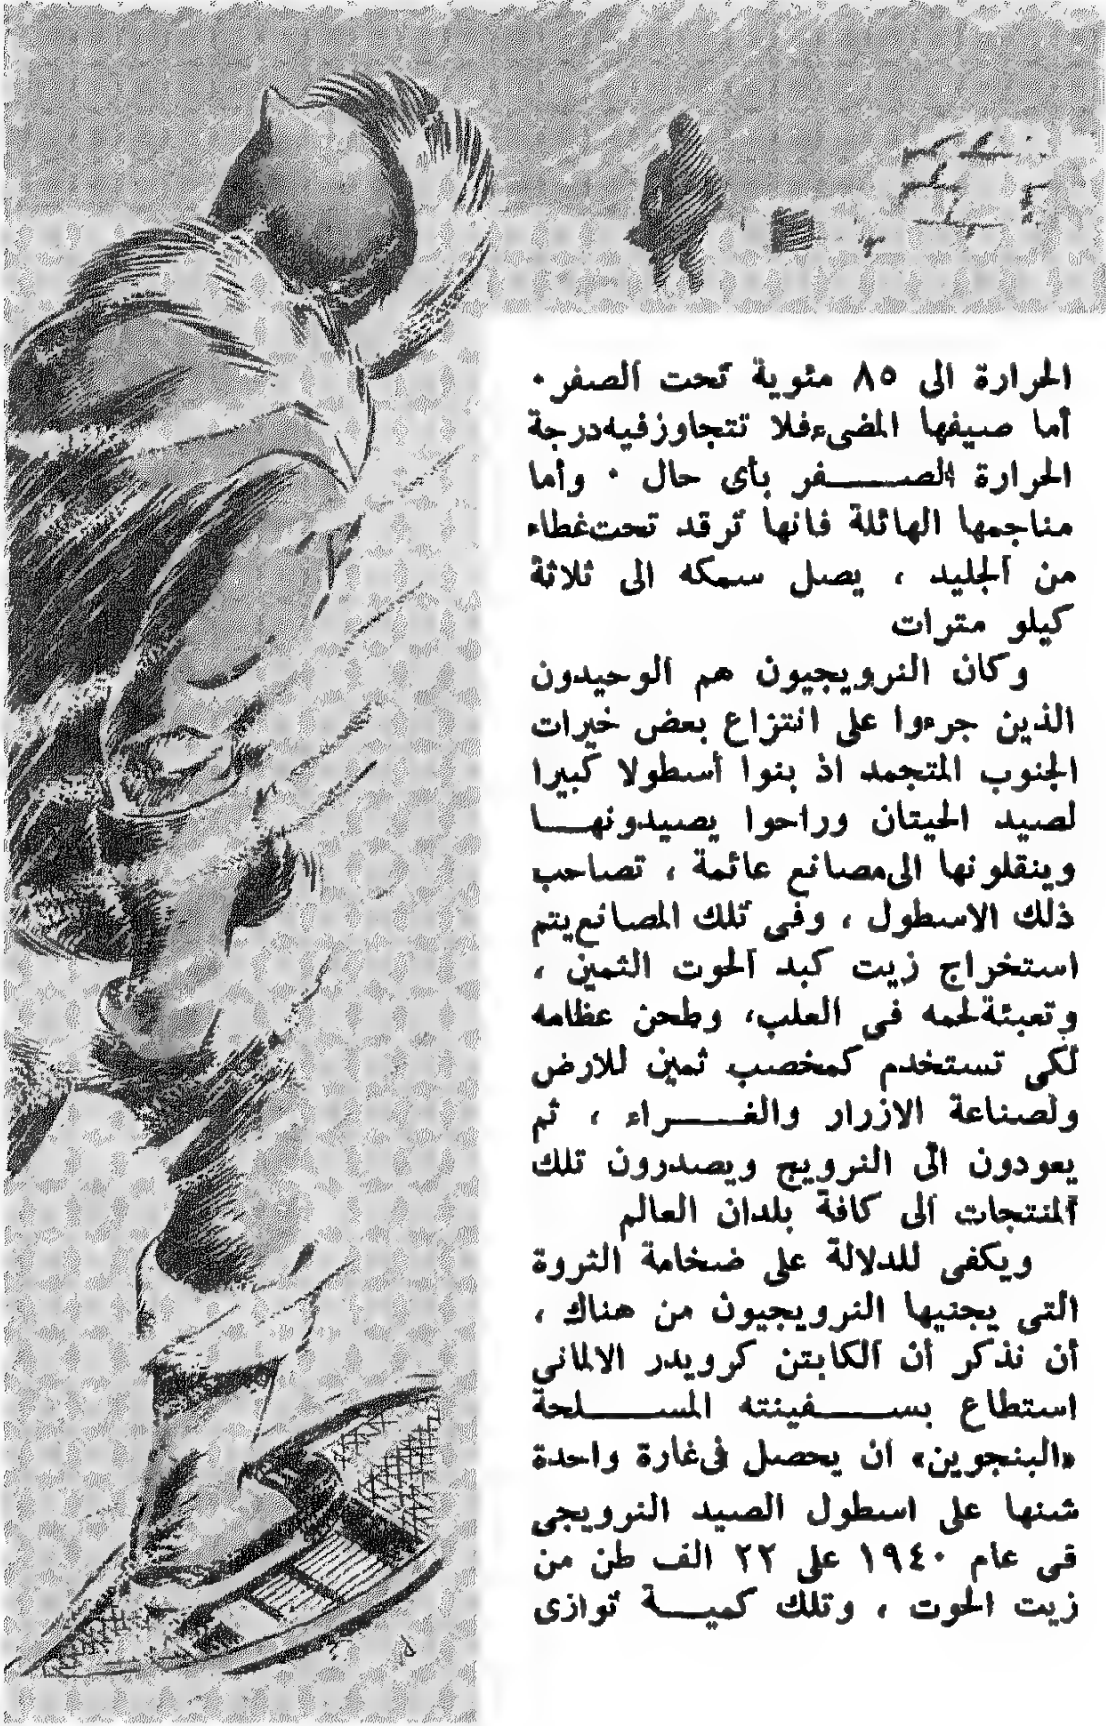 الحرارة الى ٨٥ مئوية تحت الصفر ٠
أما صيفها المضىء فلا تتجاوز فيه درجة
الحرارة الصفر بأى حال ٠ وأما
مناجمها الهائلة فانها ترقد تحت غطاء
من الجليد ، يصل سمكه الى ثلاثة
كيلو مترات
وكان النرويجيون هم الوحيدون
الذين جرءوا على انتزاع بعض خيرات
الجنوب المتجمد اذ بنوا أسطولا كبيرا
لصيد الحيتان وراحوا يصيدونها
وينقلونها الى مصانع عائمة ، تصاحب
ذلك الاسطول ، وفى تلك المصانع يتم
استخراج زيت كبد الحوت الثمين ،
وتعبئة لحمه فى العلب، وطحن عظامه
لكى تستخدم كمخصب ثمين للارض
ولصناعة الازرار والغراء ، ثم
يعودون الى النرويج ويصدرون تلك
المنتجات الى كافة بلدان العالم
ويكفى للدلالة على ضخامة الثروة
التى يجنيها النرويجيون من هناك ،
أن نذكر أن الكابتن كرويدر الالمانى
استطاع بسفينته المسلحة
«البنجوين» ان يحصل فى غارة واحدة
شنها على اسطول الصيد النرويجى
فى عام ١٩٤٠ على ٢٢ الف طن من
زيت الحوت ، وتلك كمية توازى